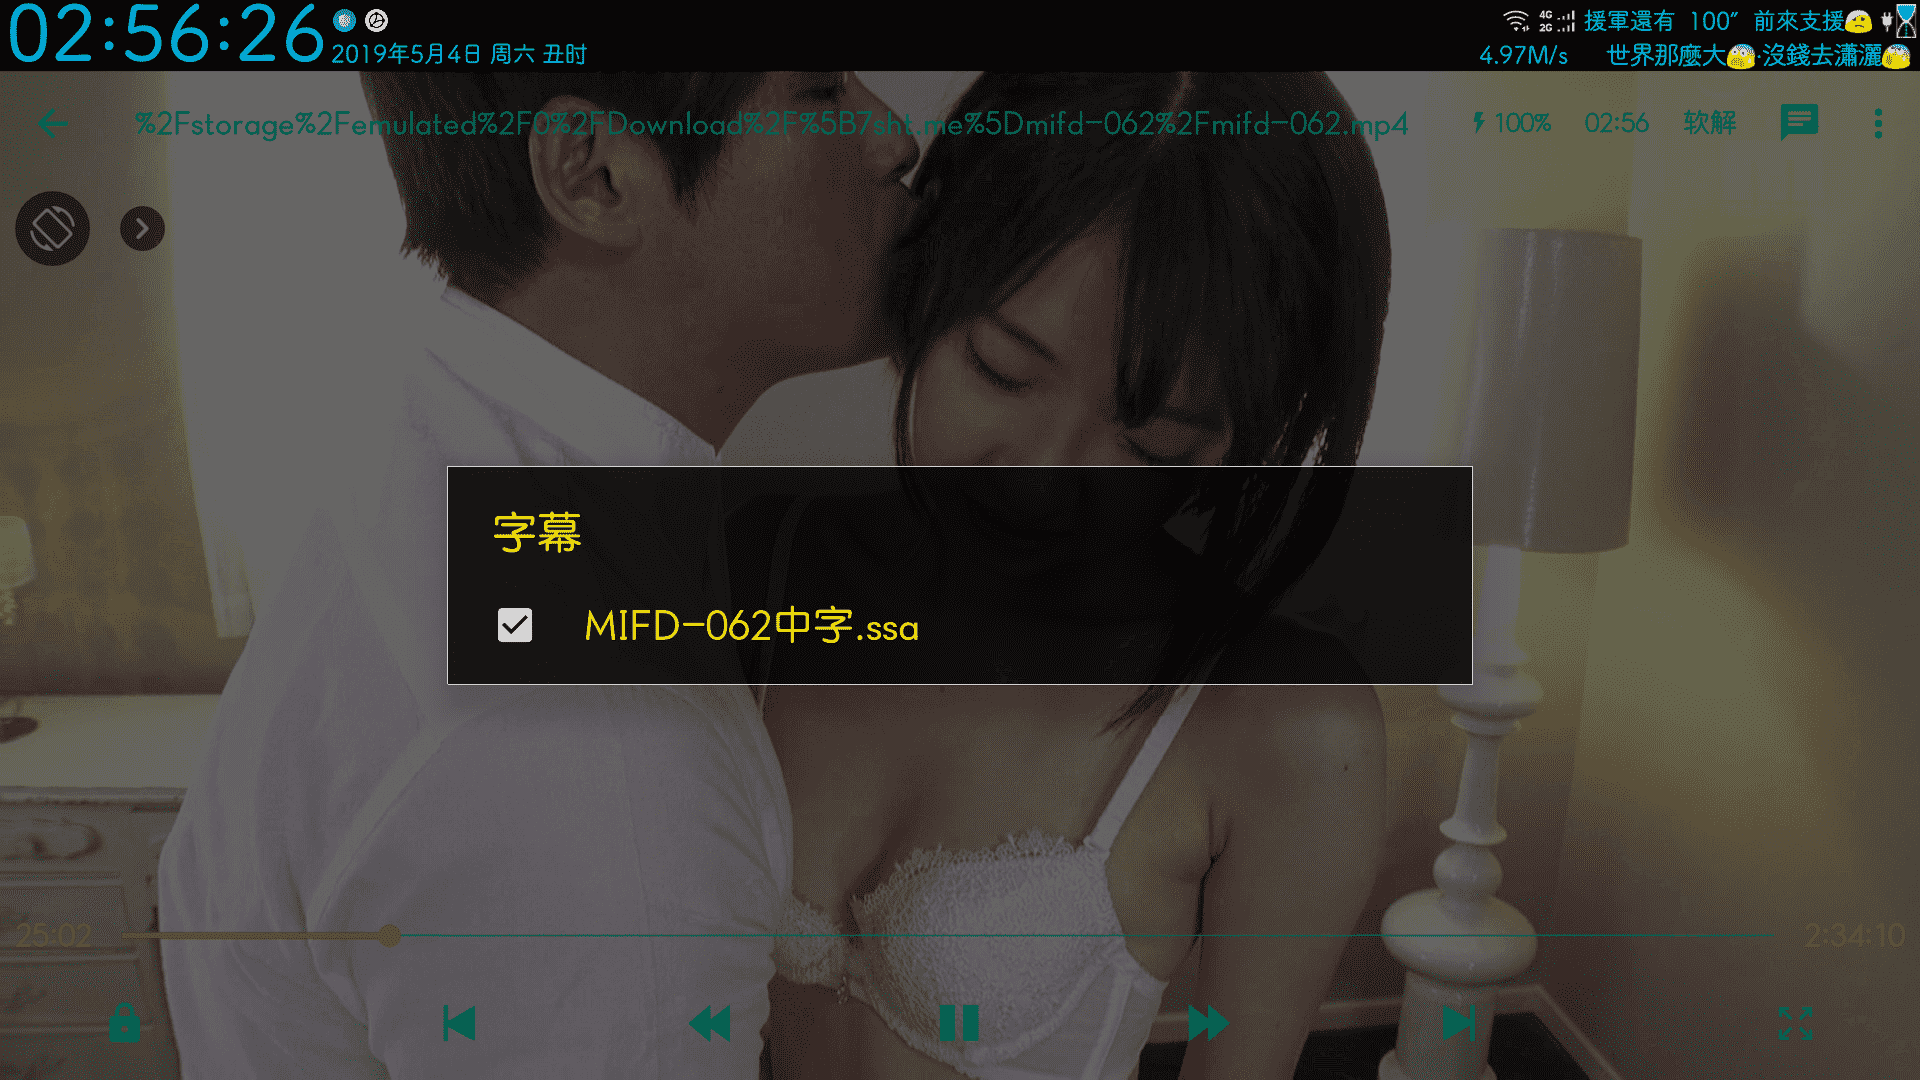 02:56:26
2019年5月4日 周六 丑时
4G
2G
援軍還有 100″ 前來支援
4.97M/s 世界那麼大·沒錢去瀟灑
%2Fstorage%2Femulated%2F0%2FDownload%2F%5B7sht.me%5Dmifd-062%2Fmifd-062.mp4
100% 02:56 软解
字幕
MIFD-062中字.ssa
25:02 2:34:10